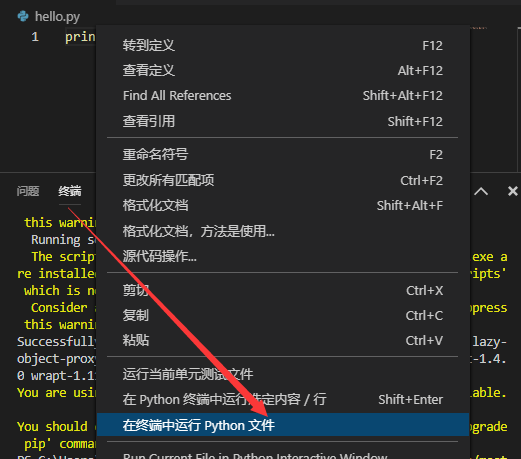 hello.py
1 prin
转到定义 F12
查看定义 Alt+F12
Find All References Shift+Alt+F12
查看引用 Shift+F12
重命名符号 F2
更改所有匹配项 Ctrl+F2
格式化文档 Shift+Alt+F
格式化文档，方法是使用...
源代码操作...
剪切 Ctrl+X
复制 Ctrl+C
粘贴 Ctrl+V
运行当前单元测试文件
在 Python 终端中运行选定内容 / 行 Shift+Enter
在终端中运行 Python 文件
Run Current File in Python Interactive Window
问题 终端
this warnin
Running se
The script exe a
re installe ripts'
which is no
Consider a ppress
this warnin
Successfully lazy-
object-proxy t-1.4.
0 wrapt-1.1
You are usin lable.
You should c pgrade
pip' comman